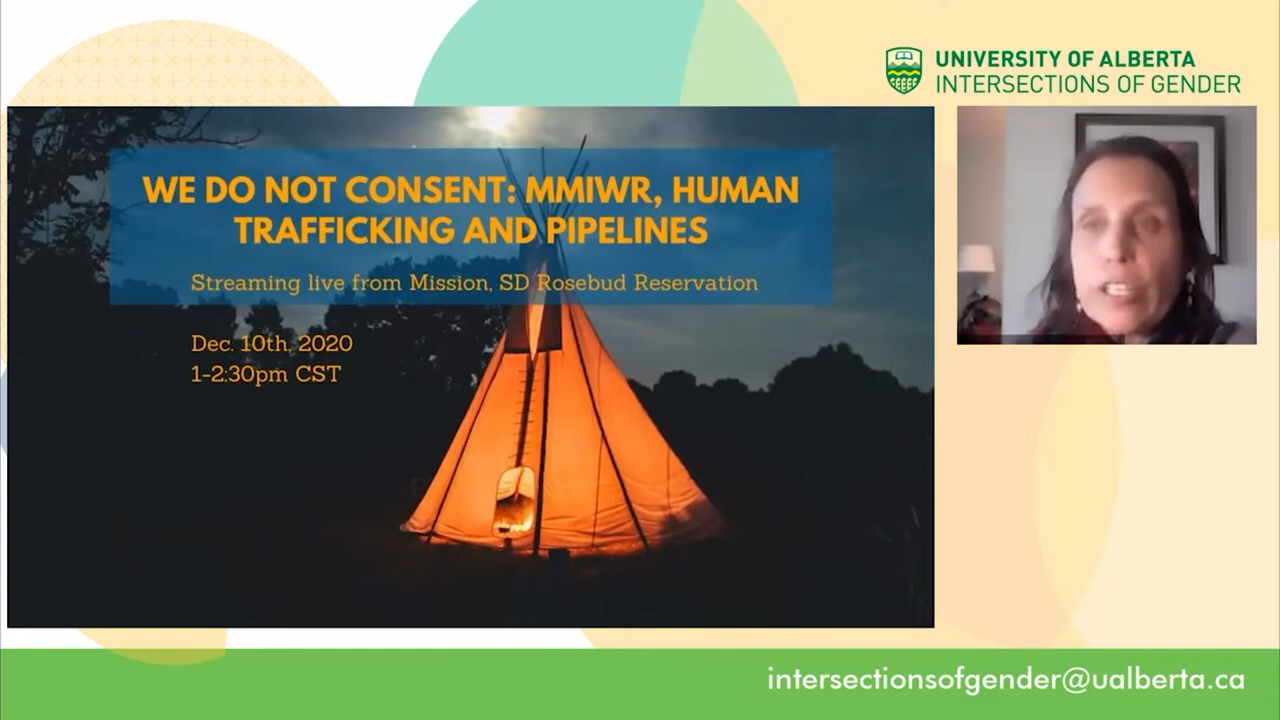 UNIVERSITY OF ALBERTA
INTERSECTIONS OF GENDER
WE DO NOT CONSENT: MMIWR, HUMAN
TRAFFICKING AND PIPELINES
Streaming live from Mission, SD Rosebud Reservation
Dec. 10th, 2020
1-2:30pm CST
intersectionsofgender@ualberta.ca